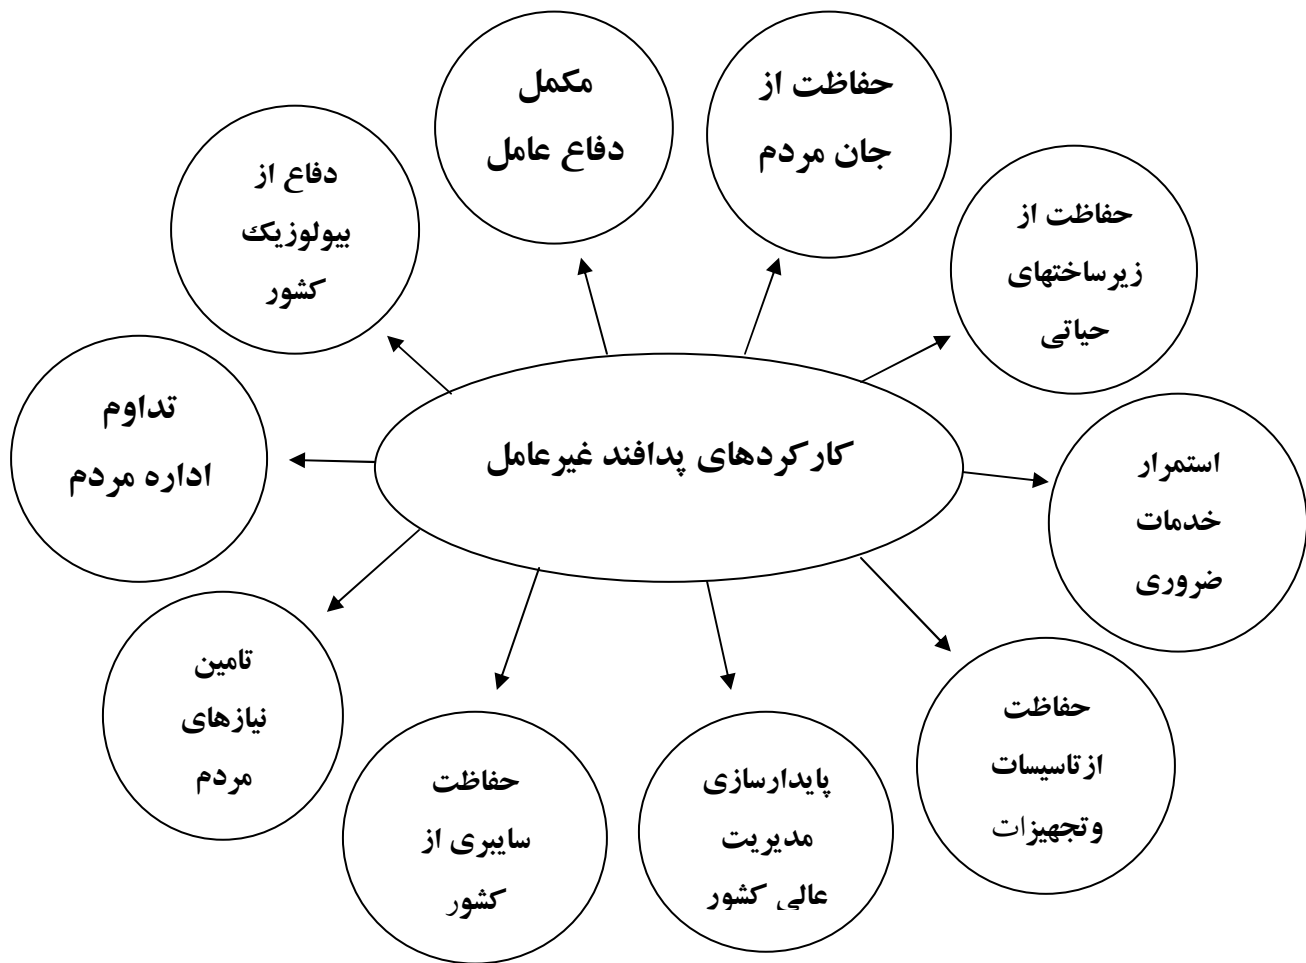 مکمل
دفاع عامل
حفاظت از
جان مردم
حفاظت از
زیرساختهای
حیاتی
استمرار
خدمات
ضروری
حفاظت
ازتاسیسات
وتجهیزات
پایدارسازی
مدیریت
عالی کشور
حفاظت
سایبری از
کشور
تامین
نیازهای
مردم
تداوم
اداره مردم
دفاع از
بیولوزیك
کشور
کارکردهای پدافند غیرعامل